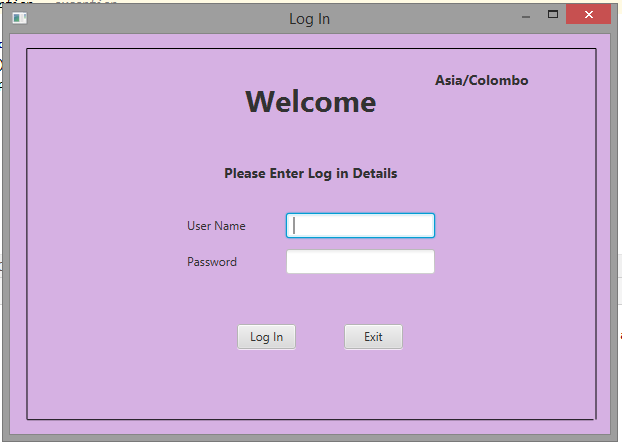 Log In
Asia/Colombo
Welcome
Please Enter Log in Details
User Name
Password
Log In
Exit